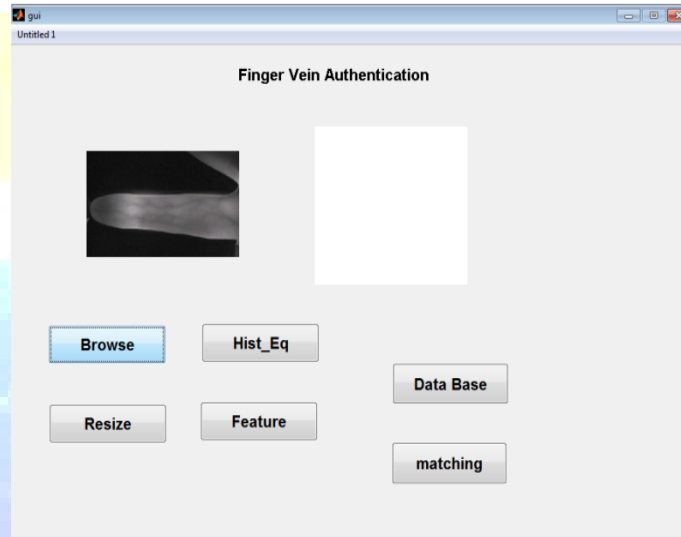 gui
Untitled 1
Finger Vein Authentication
Browse
Hist_Eq
Data Base
Resize
Feature
matching